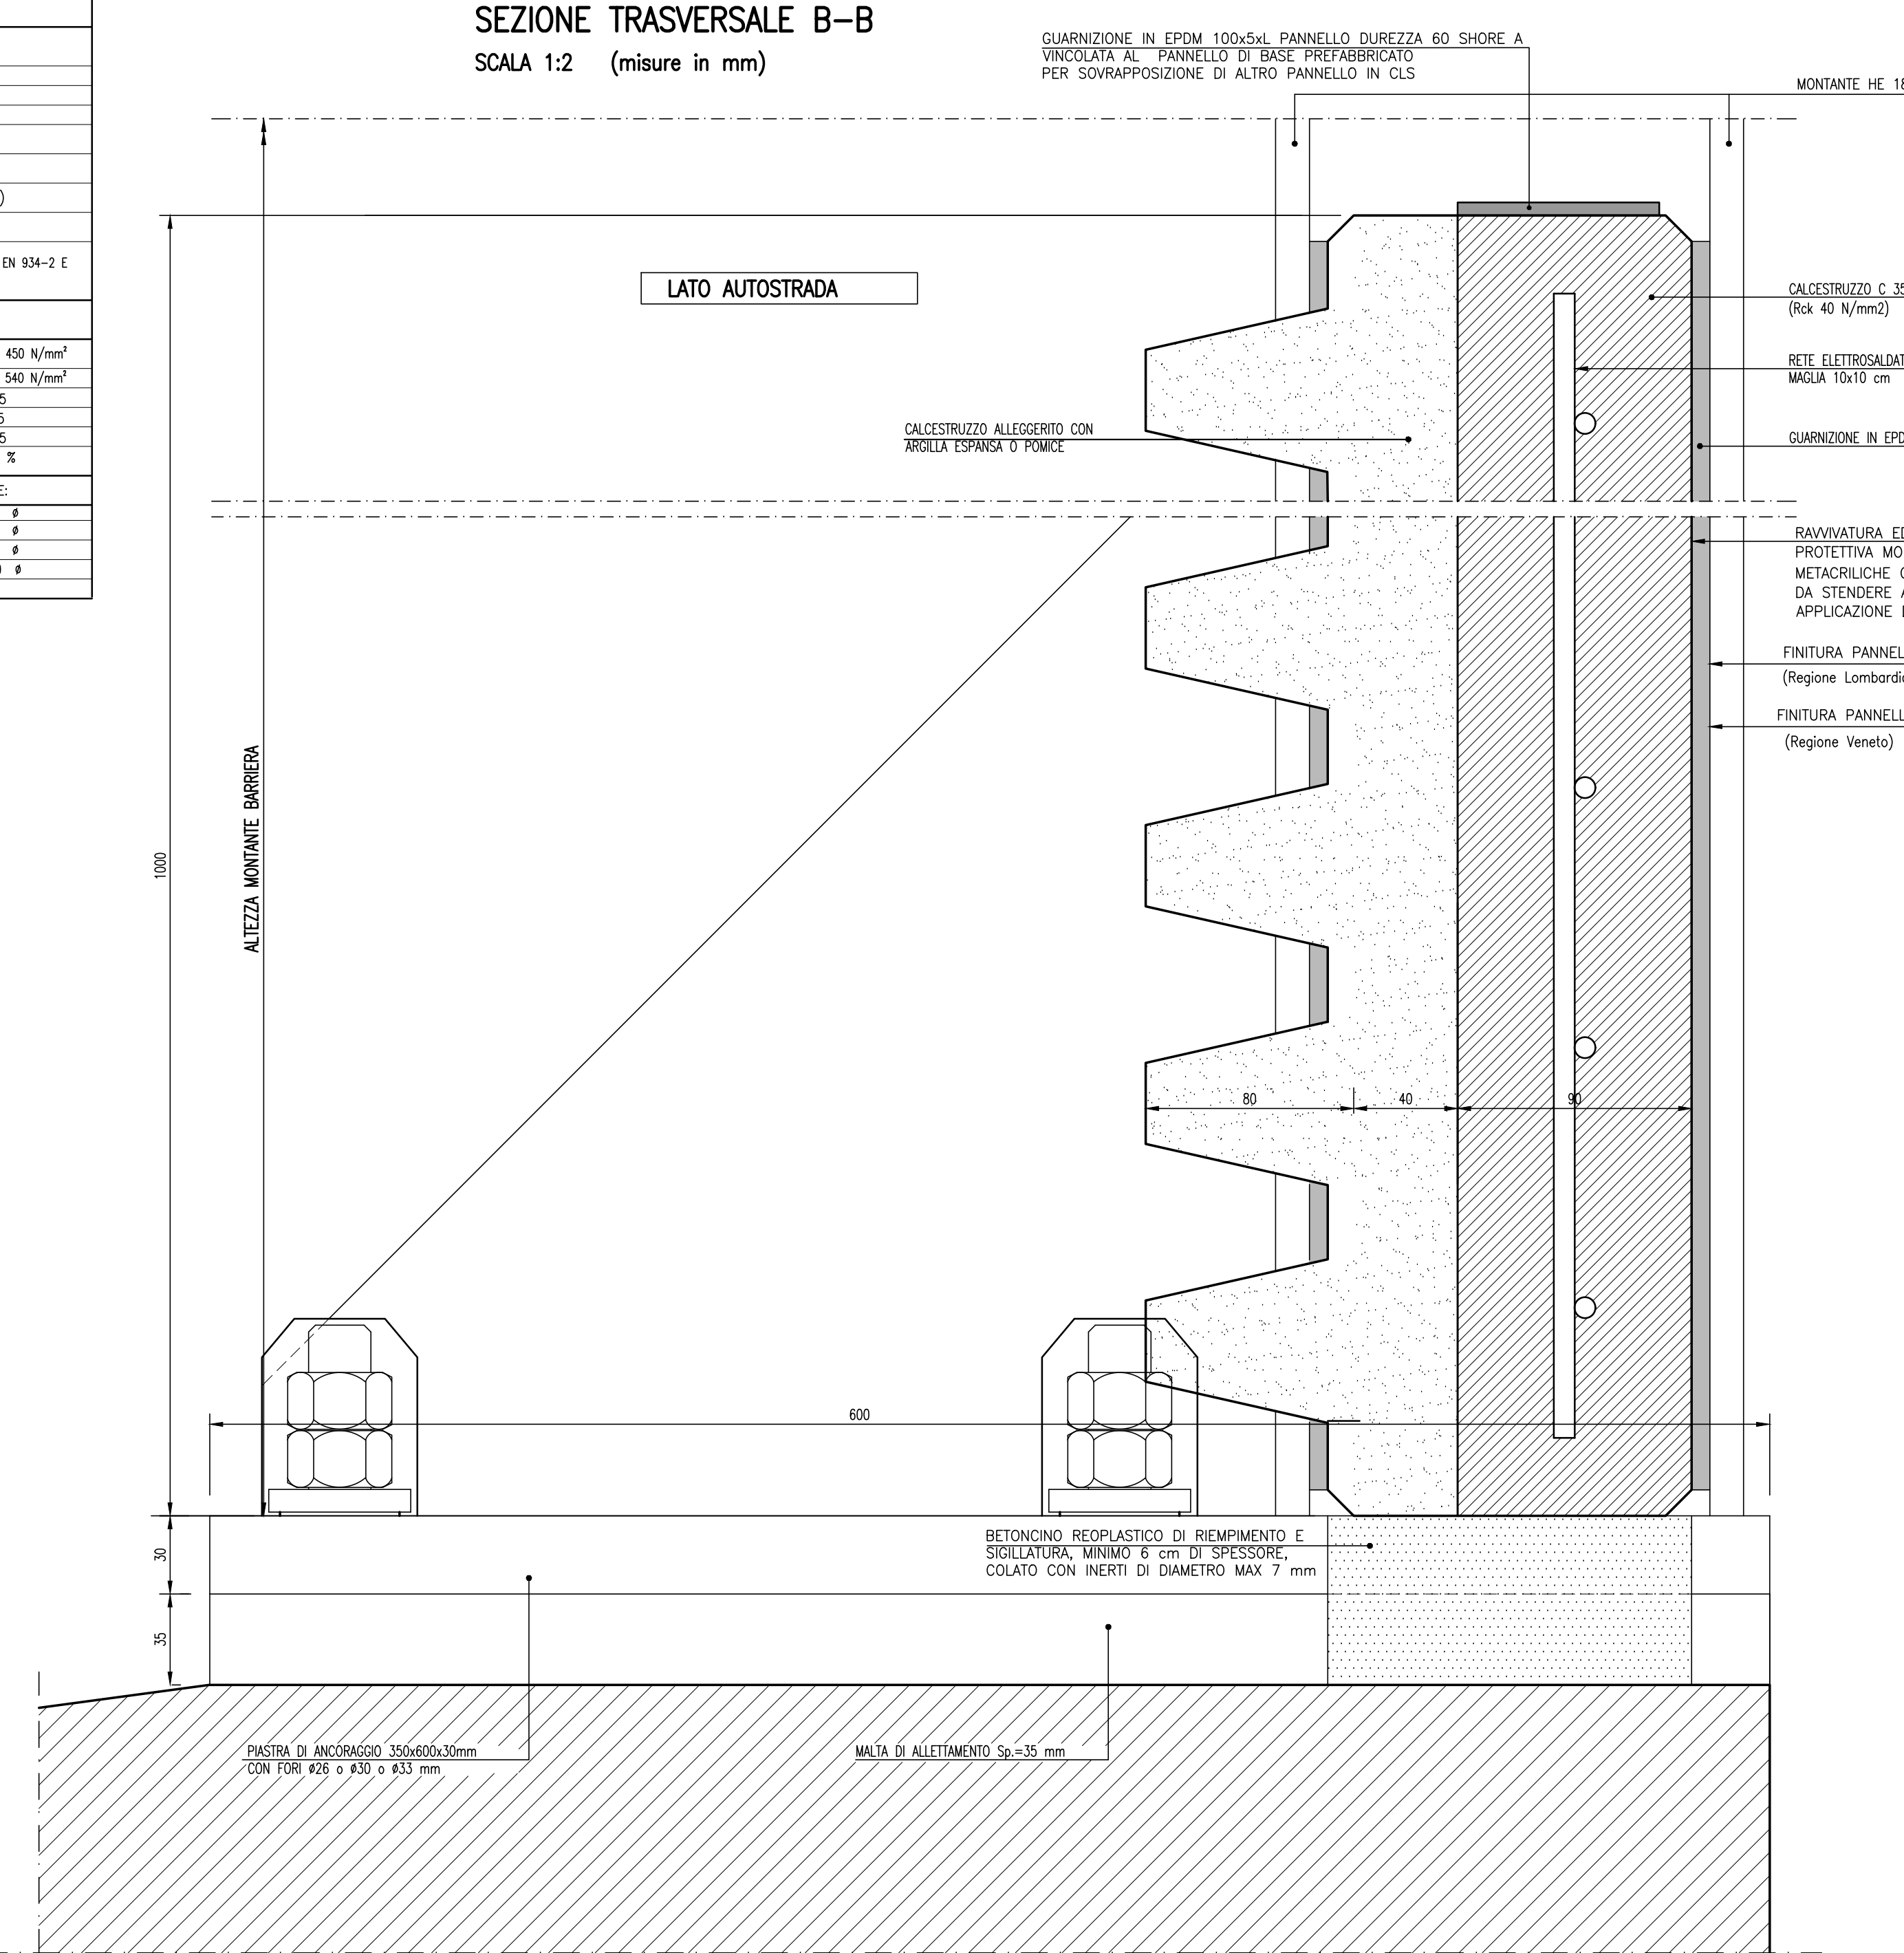 SEZIONE TRASVERSALE B-B
SCALA 1:2 (misure in mm)
GUARNIZIONE IN EPDM 100x5xL PANNELLO DUREZZA 60 SHORE A
VINCOLATA AL PANNELLO DI BASE PREFABBRICATO
PER SOVRAPPOSIZIONE DI ALTRO PANNELLO IN CLS
MONTANTE HE
)
EN 934-2 E
450 N/mm²
540 N/mm²
5
5
5
%
E:
ø
ø
ø
) ø
LATO AUTOSTRADA
CALCESTRUZZO C 35
(Rck 40 N/mm2)
RETE ELETTROSALDAT
MAGLIA 10x10 cm
CALCESTRUZZO ALLEGGERITO CON
ARGILLA ESPANSA O POMICE
GUARNIZIONE IN EPD
RAVVIVATURA ED
PROTETTIVA MO
METACRILICHE
DA STENDERE A
APPLICAZIONE
FINITURA PANNEL
(Regione Lombardia
FINITURA PANNELL
(Regione Veneto)
ALTEZZA MONTANTE BARRIERA
1000
80
40
90
600
30
35
BETONCINO REOPLASTICO DI RIEMPIMENTO E
SIGILLATURA, MINIMO 6 cm DI SPESSORE,
COLATO CON INERTI DI DIAMETRO MAX 7 mm
PIASTRA DI ANCORAGGIO 350x600x30mm
CON FORI ø26 o ø30 o ø33 mm
MALTA DI ALLETTAMENTO Sp.=35 mm